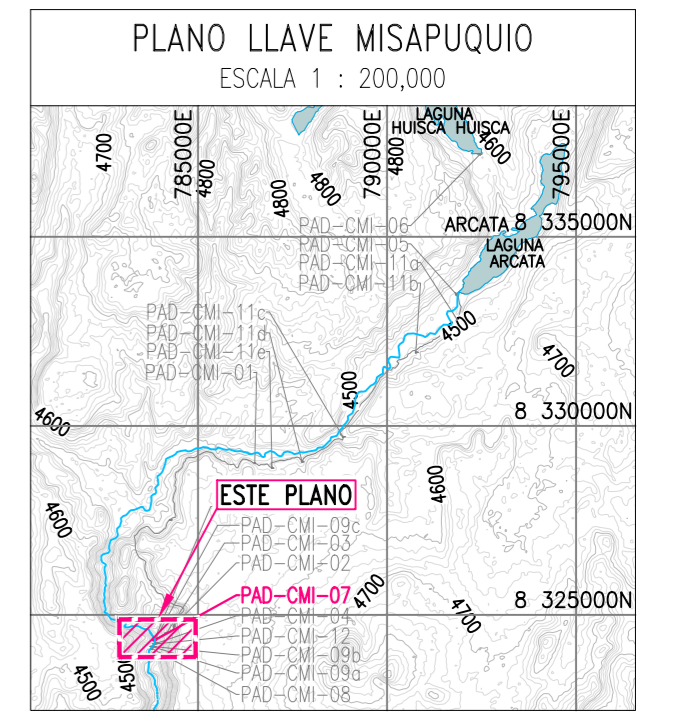 PLANO LLAVE MISAPUQUIO
ESCALA 1 : 200,000
4700
785000E
4800
4800
4800
790000E
4800
LAGUNA
HUISCA HUISCA
4600
795000E
PAD-CMI-06
ARCATA
8 335000N
PAD-CMI-05
LAGUNA
ARCATA
PAD-CMI-11a
PAD-CMI-11b
PAD-CMI-11c
PAD-CMI-11d
PAD-CMI-11e
PAD-CMI-01
4500
4700
4500
4600
8 330000N
4600
4600
ESTE PLANO
PAD-CMI-09c
PAD-CMI-03
PAD-CMI-02
PAD-CMI-07
4700
4700
8 325000N
PAD-CMI-04
PAD-CMI-12
PAD-CMI-09b
PAD-CMI-09a
PAD-CMI-08
4500
4500